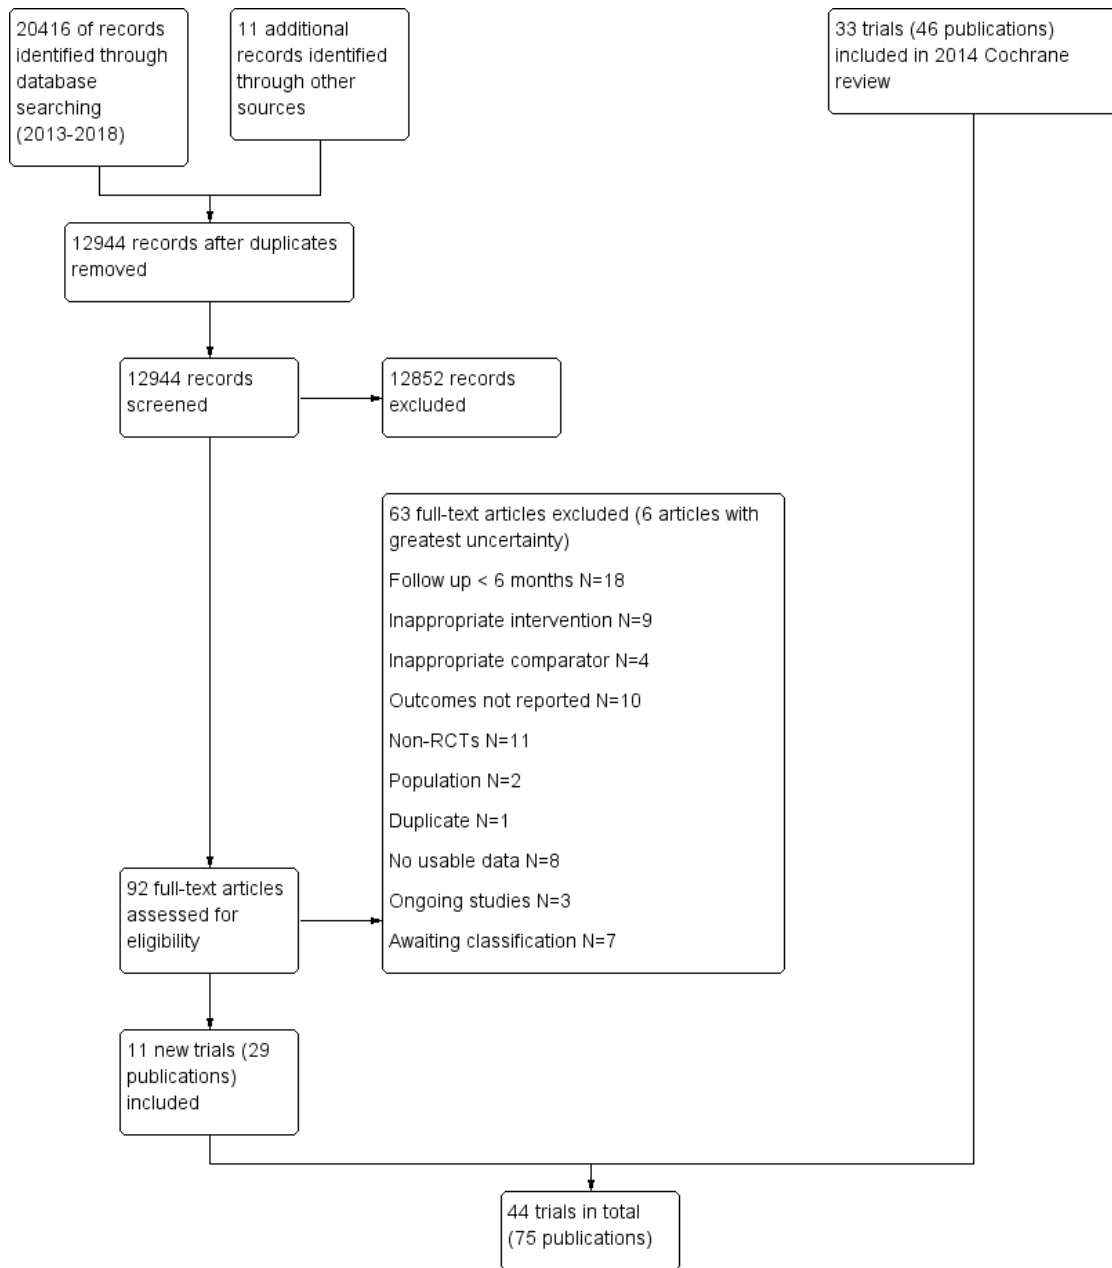 20416 of records
identified through
database
searching
(2013-2018)
11 additional
records identified
through other
sources
33 trials (46 publications)
included in 2014 Cochrane
review
12944 records after duplicates
removed
12944 records
screened
12852 records
excluded
63 full-text articles excluded (6 articles with
greatest uncertainty)
Follow up < 6 months N=18
Inappropriate intervention N=9
Inappropriate comparator N=4
Outcomes not reported N=10
Non-RCTs N=11
Population N=2
Duplicate N=1
No usable data N=8
Ongoing studies N=3
Awaiting classification N=7
92 full-text articles
assessed for
eligibility
11 new trials (29
publications)
included
44 trials in total
(75 publications)